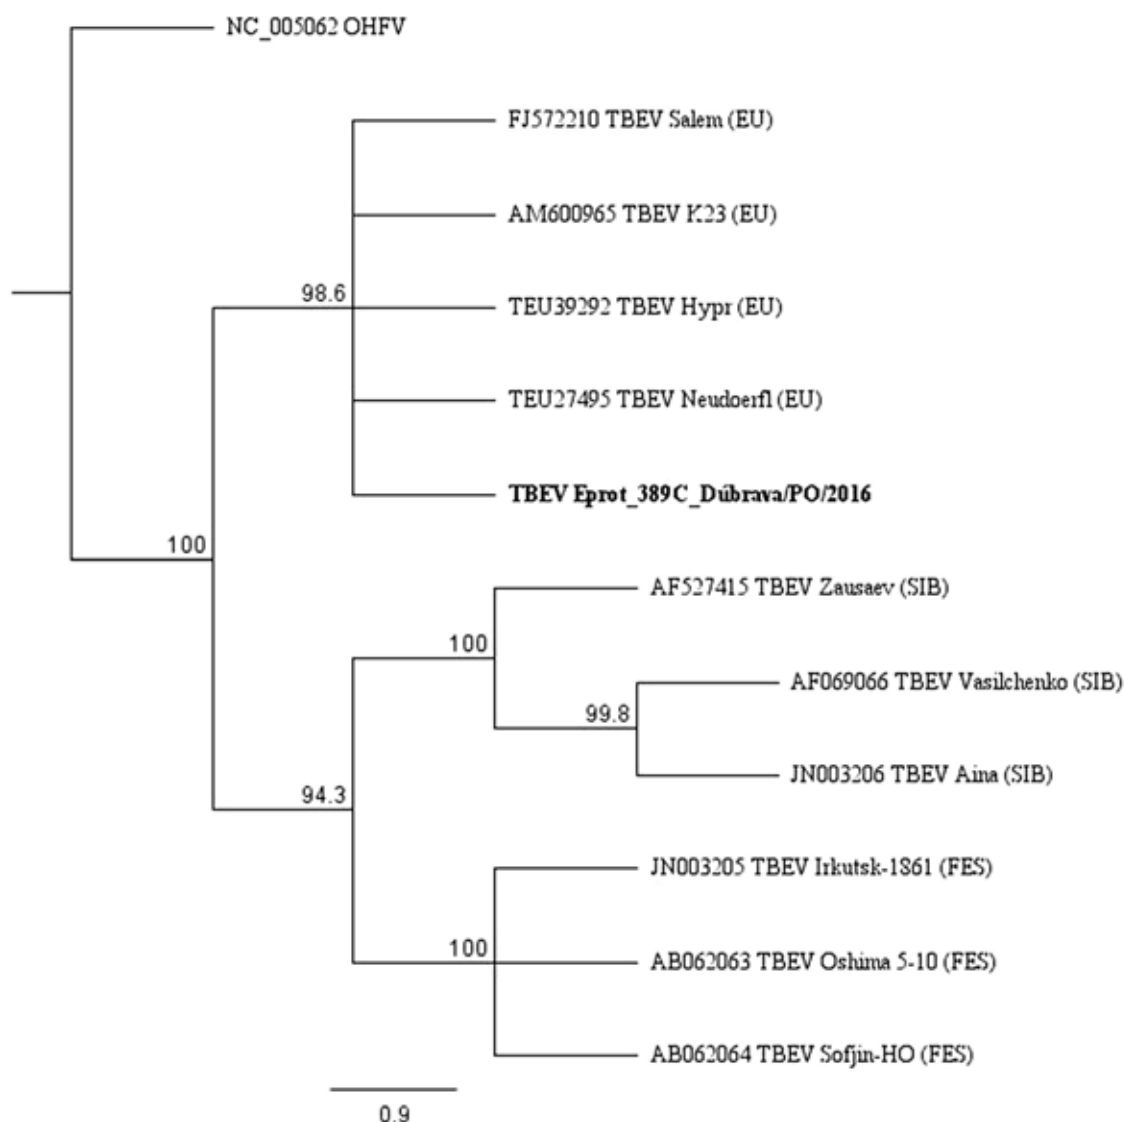 NC_005062 OHFV
FJ572210 TBEV Salem (EU)
AM600965 TBEV K23 (EU)
98.6
TEU39292 TBEV Hypr (EU)
TEU27495 TBEV Neudoerfl (EU)
TBEV Eprot_389C_Dúbrava/PO/2016
100
AF527415 TBEV Zausaev (SIB)
100
AF069066 TBEV Vasilchenko (SIB)
99.8
JN003206 TBEV Aina (SIB)
94.3
JN003205 TBEV Irkutsk-1861 (FES)
100
AB062063 TBEV Oshima 5-10 (FES)
AB062064 TBEV Sofjin-HO (FES)
0.9